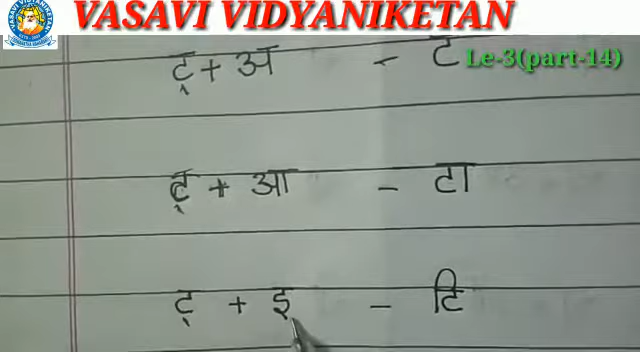 VASAVI VIDYANIKETAN
Le-3(part-14)
ट् + अ - ट
ट् + आ - टा
ट् + इ - टि